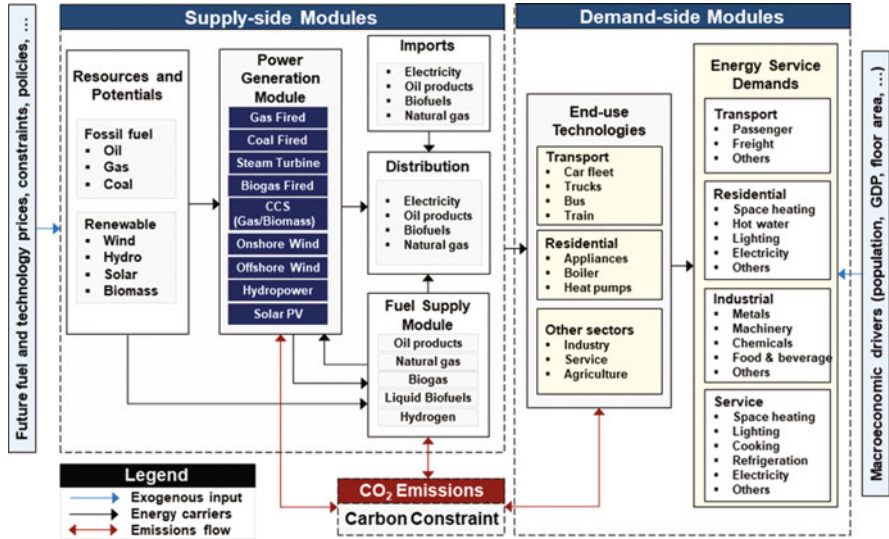 Future fuel and technology prices, constraints, policies, ...
Supply-side Modules
Resources and
Potentials
Fossil fuel
▪ Oil
▪ Gas
▪ Coal
Renewable
▪ Wind
▪ Hydro
▪ Solar
▪ Biomass
Power
Generation
Module
Gas Fired
Coal Fired
Steam Turbine
Biogas Fired
CCS
(Gas/Biomass)
Onshore Wind
Offshore Wind
Hydropower
Solar PV
Imports
▪ Electricity
▪ Oil products
▪ Biofuels
▪ Natural gas
Distribution
▪ Electricity
▪ Oil products
▪ Biofuels
▪ Natural gas
Fuel Supply
Module
Oil products
Natural gas
Biogas
Liquid Biofuels
Hydrogen
Demand-side Modules
End-use
Technologies
Transport
▪ Car fleet
▪ Trucks
▪ Bus
▪ Train
Residential
▪ Appliances
▪ Boiler
▪ Heat pumps
Other sectors
▪ Industry
▪ Service
▪ Agriculture
Energy Service
Demands
Transport
▪ Passenger
▪ Freight
▪ Others
Residential
▪ Space heating
▪ Hot water
▪ Lighting
▪ Electricity
▪ Others
Industrial
▪ Metals
▪ Machinery
▪ Chemicals
▪ Food & beverage
▪ Others
Service
▪ Space heating
▪ Lighting
▪ Cooking
▪ Refrigeration
▪ Electricity
▪ Others
Macroeconomic drivers (population, GDP, floor area, ...)
Legend
Exogenous input
Energy carriers
Emissions flow
CO₂ Emissions
Carbon Constraint